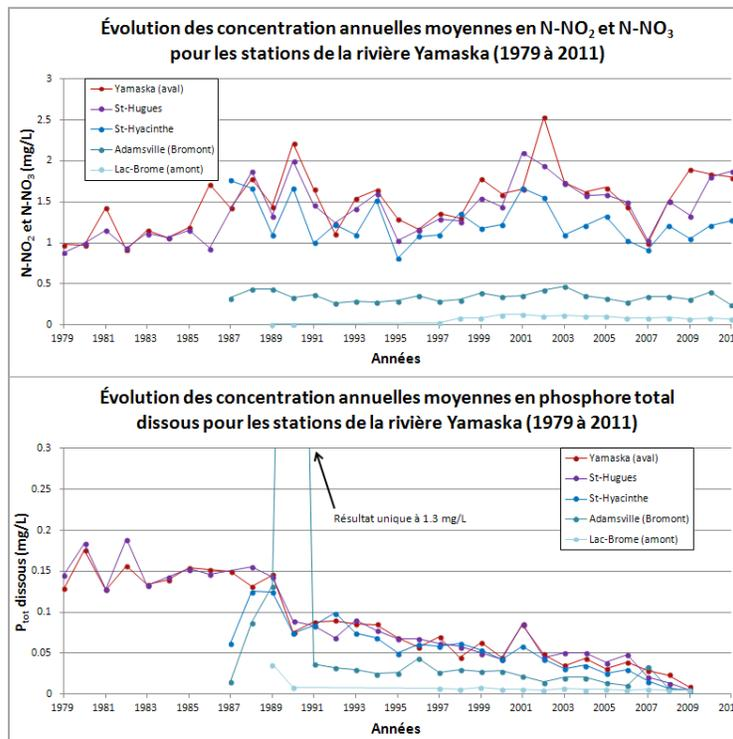 Évolution des concentration annuelles moyennes en N-NO₂ et N-NO₃
pour les stations de la rivière Yamaska (1979 à 2011)
N-NO₂ et N-NO₃ (mg/L)
3
2.5
2
1.5
1
0.5
0
Yamaska (aval)
St-Hugues
St-Hyacinthe
Adamsville (Bromont)
Lac-Brome (amont)
1979 1981 1983 1985 1987 1989 1991 1993 1995 1997 1999 2001 2003 2005 2007 2009 201
Années
Évolution des concentration annuelles moyennes en phosphore total
dissous pour les stations de la rivière Yamaska (1979 à 2011)
P_tot dissous (mg/L)
0.3
0.25
0.2
0.15
0.1
0.05
0
Résultat unique à 1.3 mg/L
Yamaska (aval)
St-Hugues
St-Hyacinthe
Adamsville (Bromont)
Lac-Brome (amont)
1979 1981 1983 1985 1987 1989 1991 1993 1995 1997 1999 2001 2003 2005 2007 2009 201
Années